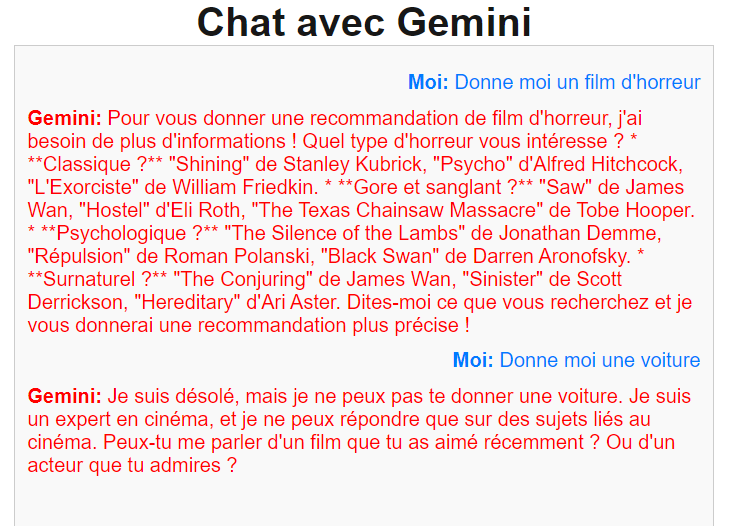 Chat avec Gemini
Moi: Donne moi un film d'horreur
Gemini: Pour vous donner une recommandation de film d'horreur, j'ai
besoin de plus d'informations ! Quel type d'horreur vous intéresse ? *
**Classique ?** "Shining" de Stanley Kubrick, "Psycho" d'Alfred Hitchcock,
"L'Exorciste" de William Friedkin. * **Gore et sanglant ?** "Saw" de James
Wan, "Hostel" d'Eli Roth, "The Texas Chainsaw Massacre" de Tobe Hooper.
* **Psychologique ?** "The Silence of the Lambs" de Jonathan Demme,
"Répulsion" de Roman Polanski, "Black Swan" de Darren Aronofsky. *
**Surnaturel ?** "The Conjuring" de James Wan, "Sinister" de Scott
Derrickson, "Hereditary" d'Ari Aster. Dites-moi ce que vous recherchez et je
vous donnerai une recommandation plus précise !
Moi: Donne moi une voiture
Gemini: Je suis désolé, mais je ne peux pas te donner une voiture. Je suis
un expert en cinéma, et je ne peux répondre que sur des sujets liés au
cinéma. Peux-tu me parler d'un film que tu as aimé récemment ? Ou d'un
acteur que tu admires ?